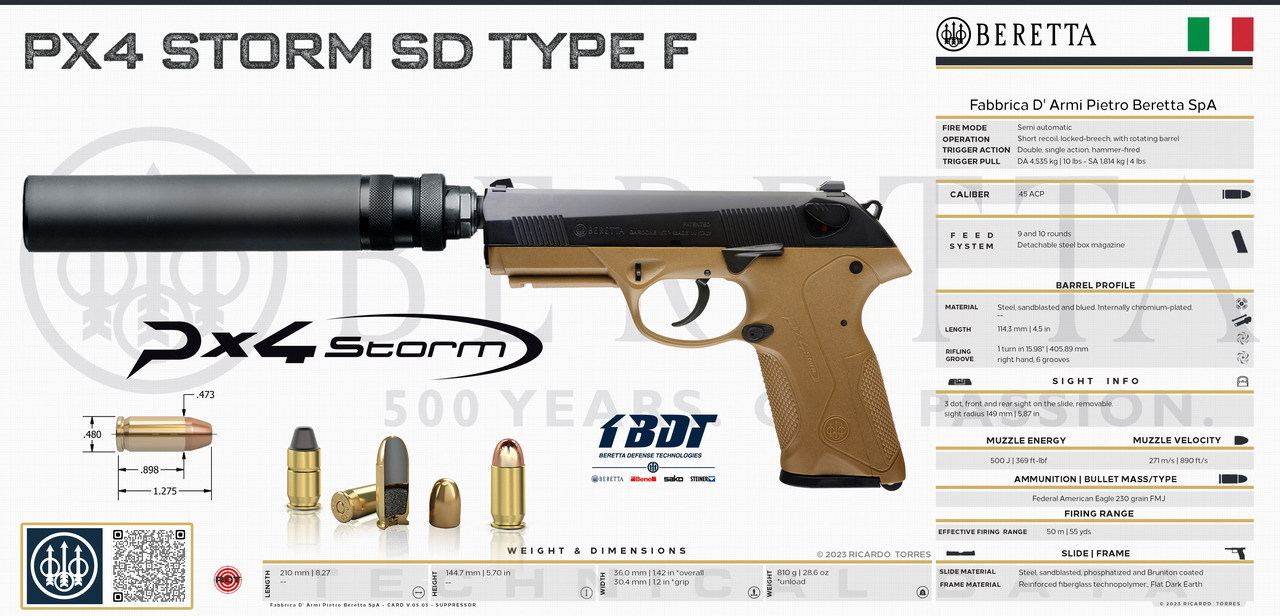 PX4 STORM SD TYPE F
BERETTA
Fabbrica D' Armi Pietro Beretta SpA
FIRE MODE Semi automatic
OPERATION Short recoil, locked-breech, with rotating barrel
TRIGGER ACTION Double, single action, hammer-fired
TRIGGER PULL DA 4,535 kg | 10 lbs - SA 1,814 kg | 4 lbs
CALIBER .45 ACP
FEED SYSTEM
9 and 10 rounds
Detachable steel box magazine
BARREL PROFILE
MATERIAL Steel, sandblasted and blued. Internally chromium-plated.
--
LENGTH 114,3 mm | 4,5 in
RIFLING GROOVE
1 turn in 15.98" | 405,89 mm
right hand, 6 grooves
SIGHT INFO
3 dot, front and rear sight on the slide, removable.
sight radius 149 mm | 5,87 in
MUZZLE ENERGY MUZZLE VELOCITY
500 J | 369 ft-lbf 271 m/s | 890 ft/s
AMMUNITION | BULLET MASS/TYPE
Federal American Eagle 230 grain FMJ
FIRING RANGE
EFFECTIVE FIRING RANGE 50 m | 55 yds
SLIDE | FRAME
SLIDE MATERIAL Steel, sandblasted, phosphatized and Bruniton coated
FRAME MATERIAL Reinforced fiberglass technopolymer, Flat Dark Earth
© 2023 RICARDO TORRES
BERETTA
500 YEARS. ONE PASSION.
BERETTA
Px4 Storm
.473
.480
.898
1.275
BDT
BERETTA DEFENSE TECHNOLOGIES
BERETTA Benelli sako STEINER
WEIGHT & DIMENSIONS
© 2023 RICARDO TORRES
LENGTH 210 mm | 8,27
--
HEIGHT 144.7 mm | 5.70 in
--
WIDTH 36.0 mm | 1.42 in *overall
30.4 mm | 1.2 in *grip
WEIGHT 810 g | 28.6 oz
*unload
TECHNICAL DATA
Fabbrica D' Armi Pietro Beretta SpA - CARD V.05.03 - SUPPRESSOR